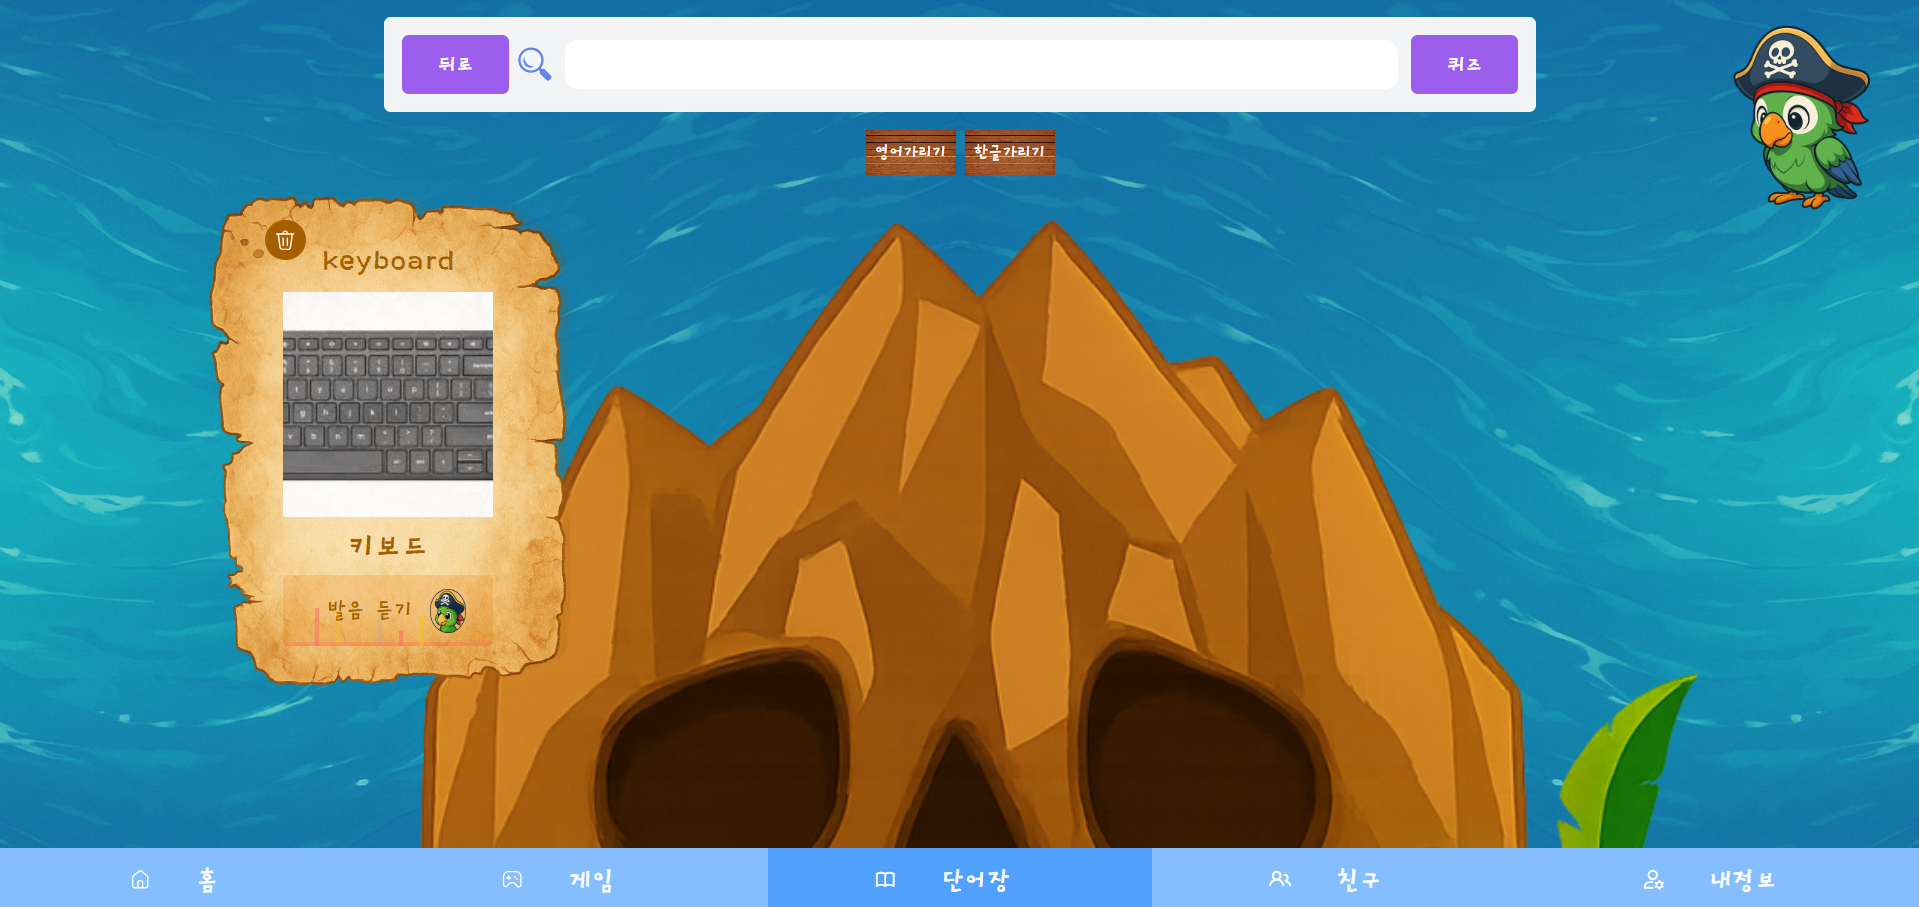 뒤로
퀴즈
영어가리기
한글가리기
keyboard
키보드
발음 듣기
홈
게임
단어장
친구
내정보